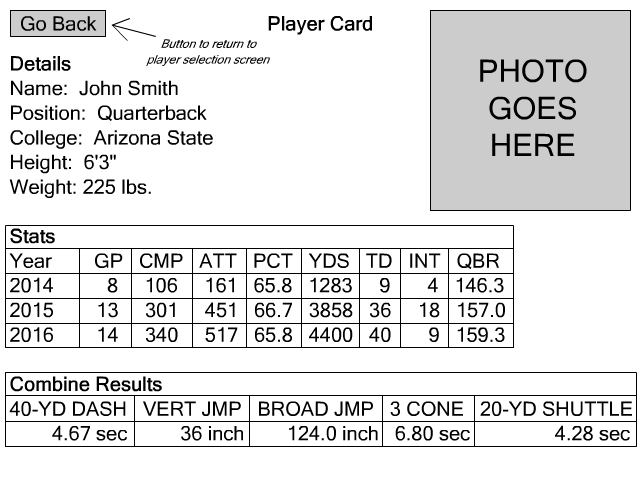 Go Back
Player Card
Button to return to
player selection screen
PHOTO
GOES
HERE
Details
Name: John Smith
Position: Quarterback
College: Arizona State
Height: 6'3"
Weight: 225 lbs.
Stats
Year GP CMP ATT PCT YDS TD INT QBR
2014 8 106 161 65.8 1283 9 4 146.3
2015 13 301 451 66.7 3858 36 18 157.0
2016 14 340 517 65.8 4400 40 9 159.3
Combine Results
40-YD DASH VERT JMP BROAD JMP 3 CONE 20-YD SHUTTLE
4.67 sec 36 inch 124.0 inch 6.80 sec 4.28 sec